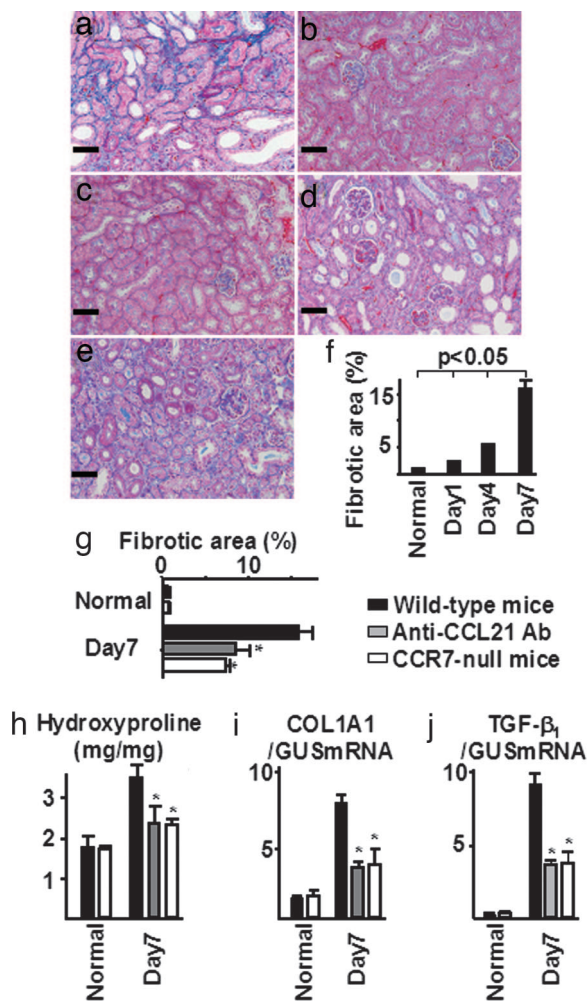 a
b
c
d
e
f
p<0.05
Fibrotic area (%)
15
5
Normal
Day1
Day4
Day7
g
Fibrotic area (%)
0
10
Normal
Day7
*
*
Wild-type mice
Anti-CCL21 Ab
CCR7-null mice
h
Hydroxyproline
(mg/mg)
3
2
1
*
*
Normal
Day7
i
COL1A1
/GUSmRNA
10
5
*
*
Normal
Day7
j
TGF-β1
/GUSmRNA
10
5
*
*
Normal
Day7